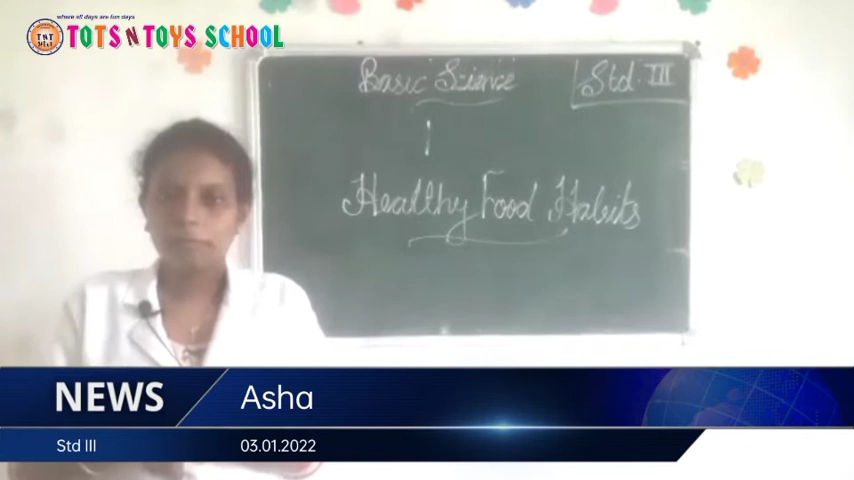 where all days are fun days
TOTS N TOYS SCHOOL
TNT
Basic Science
Std. III
Healthy Food Habits
NEWS
Asha
Std III
03.01.2022